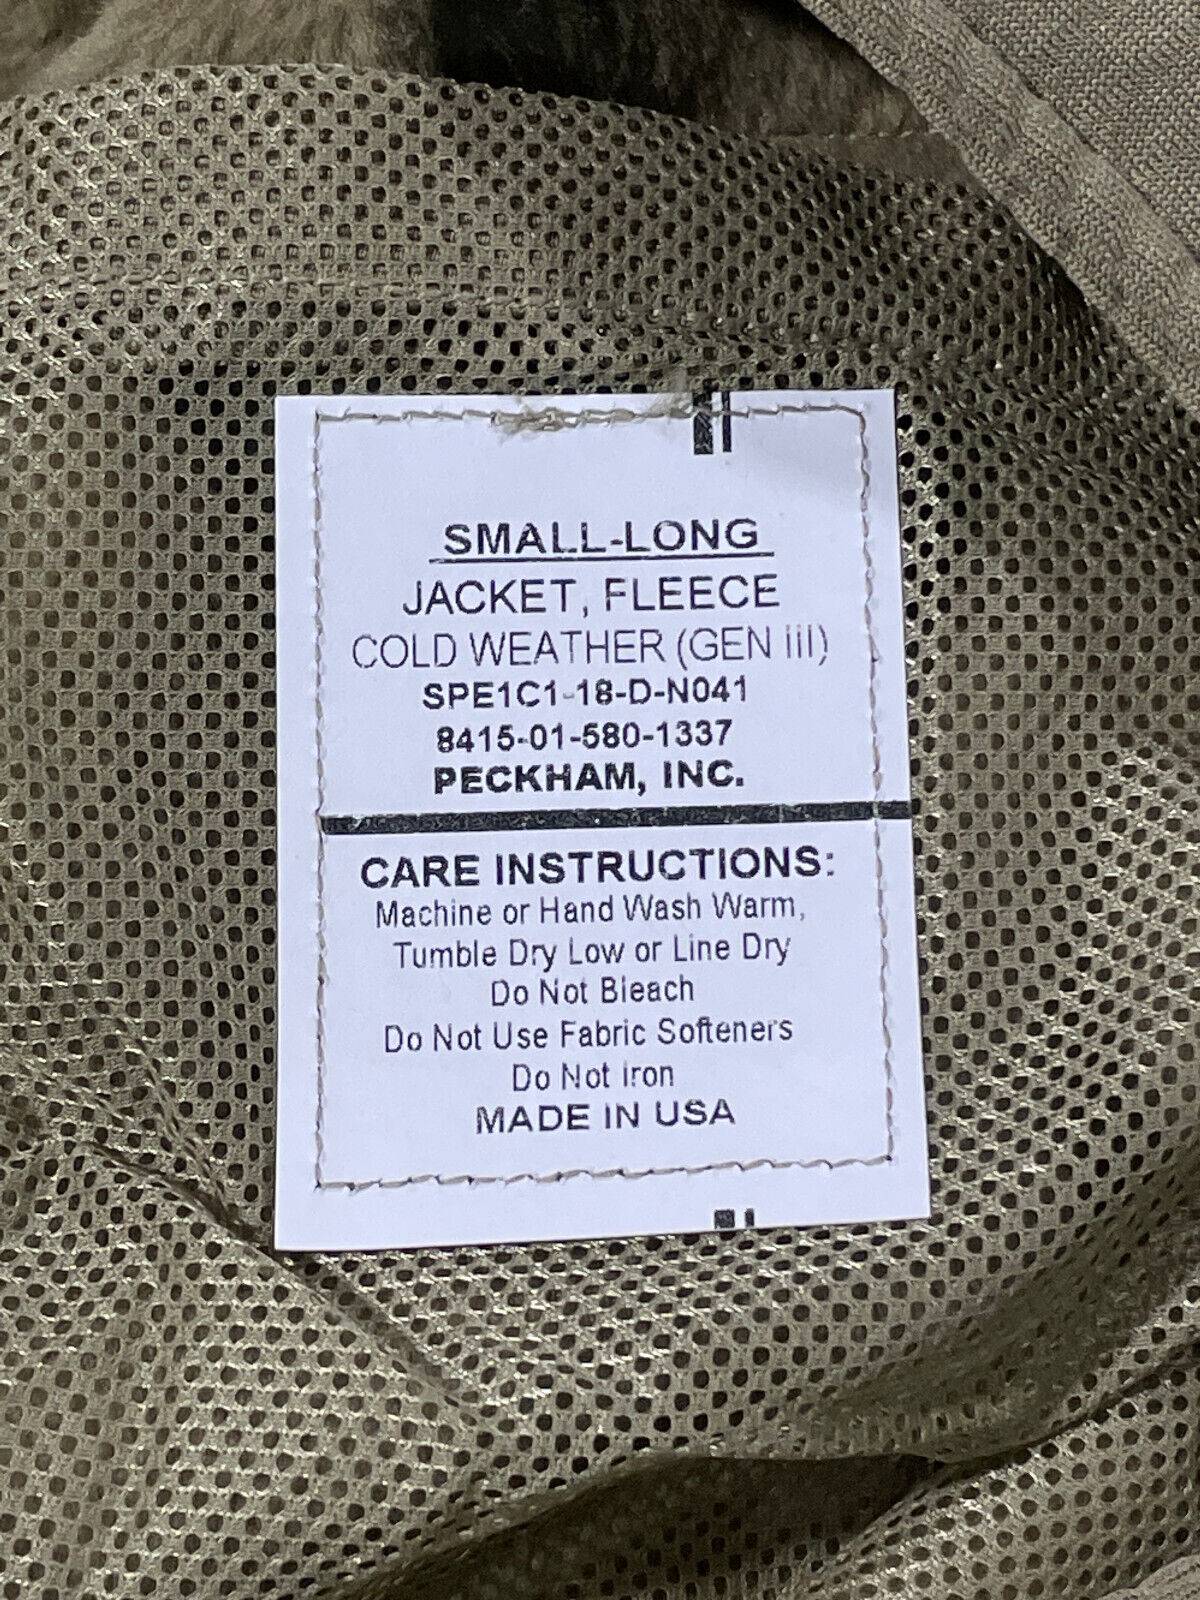 SMALL-LONG
JACKET, FLEECE
COLD WEATHER (GEN iii)
SPE1C1-18-D-N041
8415-01-580-1337
PECKHAM, INC.
CARE INSTRUCTIONS:
Machine or Hand Wash Warm,
Tumble Dry Low or Line Dry
Do Not Bleach
Do Not Use Fabric Softeners
Do Not iron
MADE IN USA